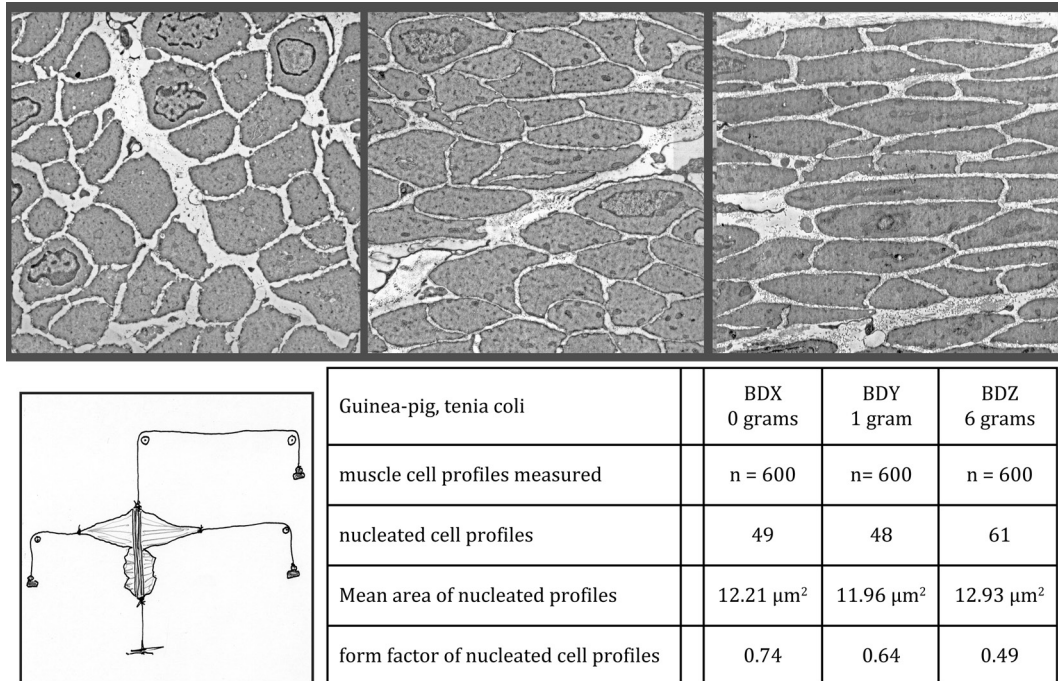 Guinea-pig, tenia coli BDX BDY BDZ
0 grams 1 gram 6 grams
muscle cell profiles measured n = 600 n= 600 n = 600
nucleated cell profiles 49 48 61
Mean area of nucleated profiles 12.21 µm² 11.96 µm² 12.93 µm²
form factor of nucleated cell profiles 0.74 0.64 0.49